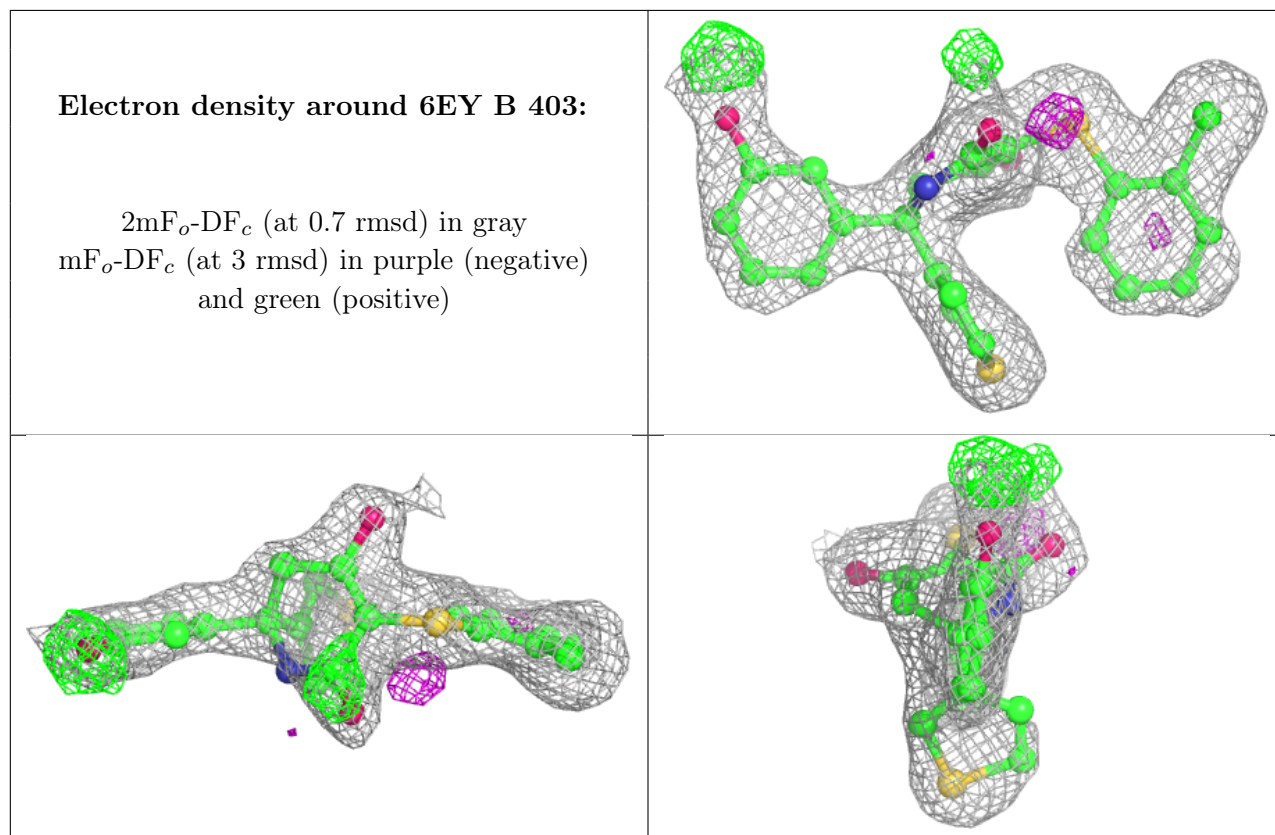 Electron density around 6EY B 403:
2mFₒ-DF𝒸 (at 0.7 rmsd) in gray
mFₒ-DF𝒸 (at 3 rmsd) in purple (negative)
and green (positive)